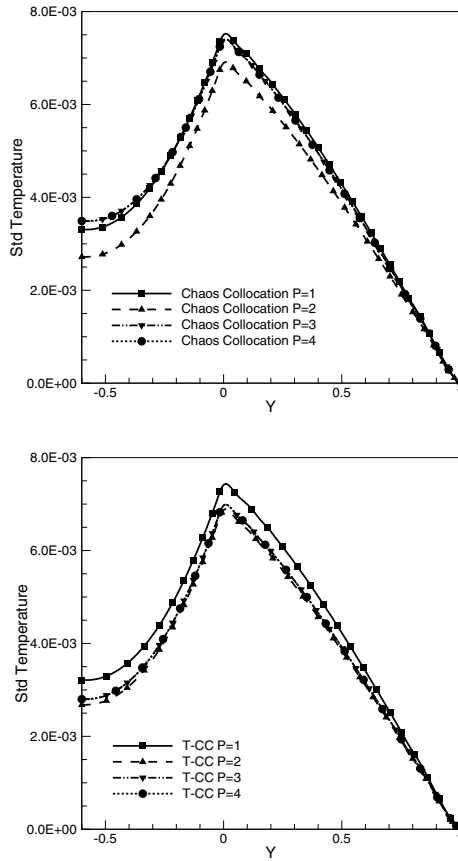 8.0E-03
6.0E-03
4.0E-03
2.0E-03
0.0E+00
Std Temperature
Chaos Collocation P=1
Chaos Collocation P=2
Chaos Collocation P=3
Chaos Collocation P=4
-0.5 0 0.5 1
Y
8.0E-03
6.0E-03
4.0E-03
2.0E-03
0.0E+00
Std Temperature
T-CC P=1
T-CC P=2
T-CC P=3
T-CC P=4
-0.5 0 0.5
Y